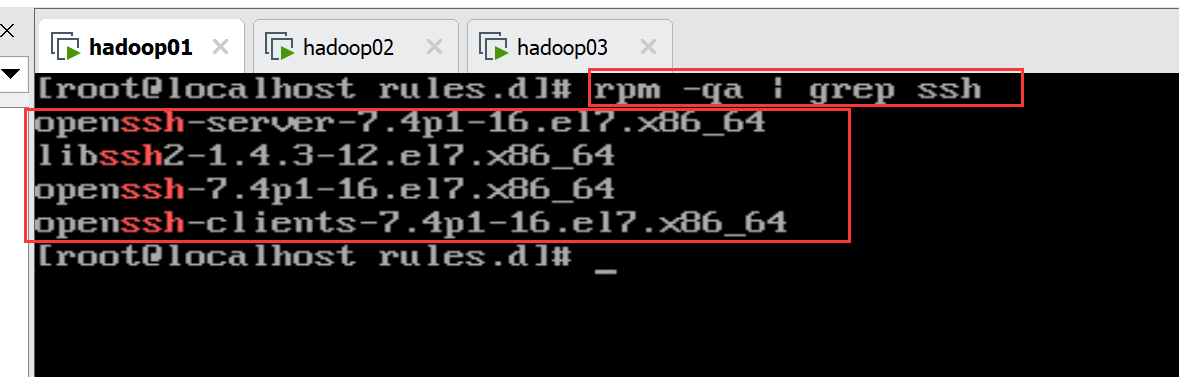 hadoop01 hadoop02 hadoop03
[root@localhost rules.d]# rpm -qa | grep ssh
openssh-server-7.4p1-16.el7.x86_64
libssh2-1.4.3-12.el7.x86_64
openssh-7.4p1-16.el7.x86_64
openssh-clients-7.4p1-16.el7.x86_64
[root@localhost rules.d]# _